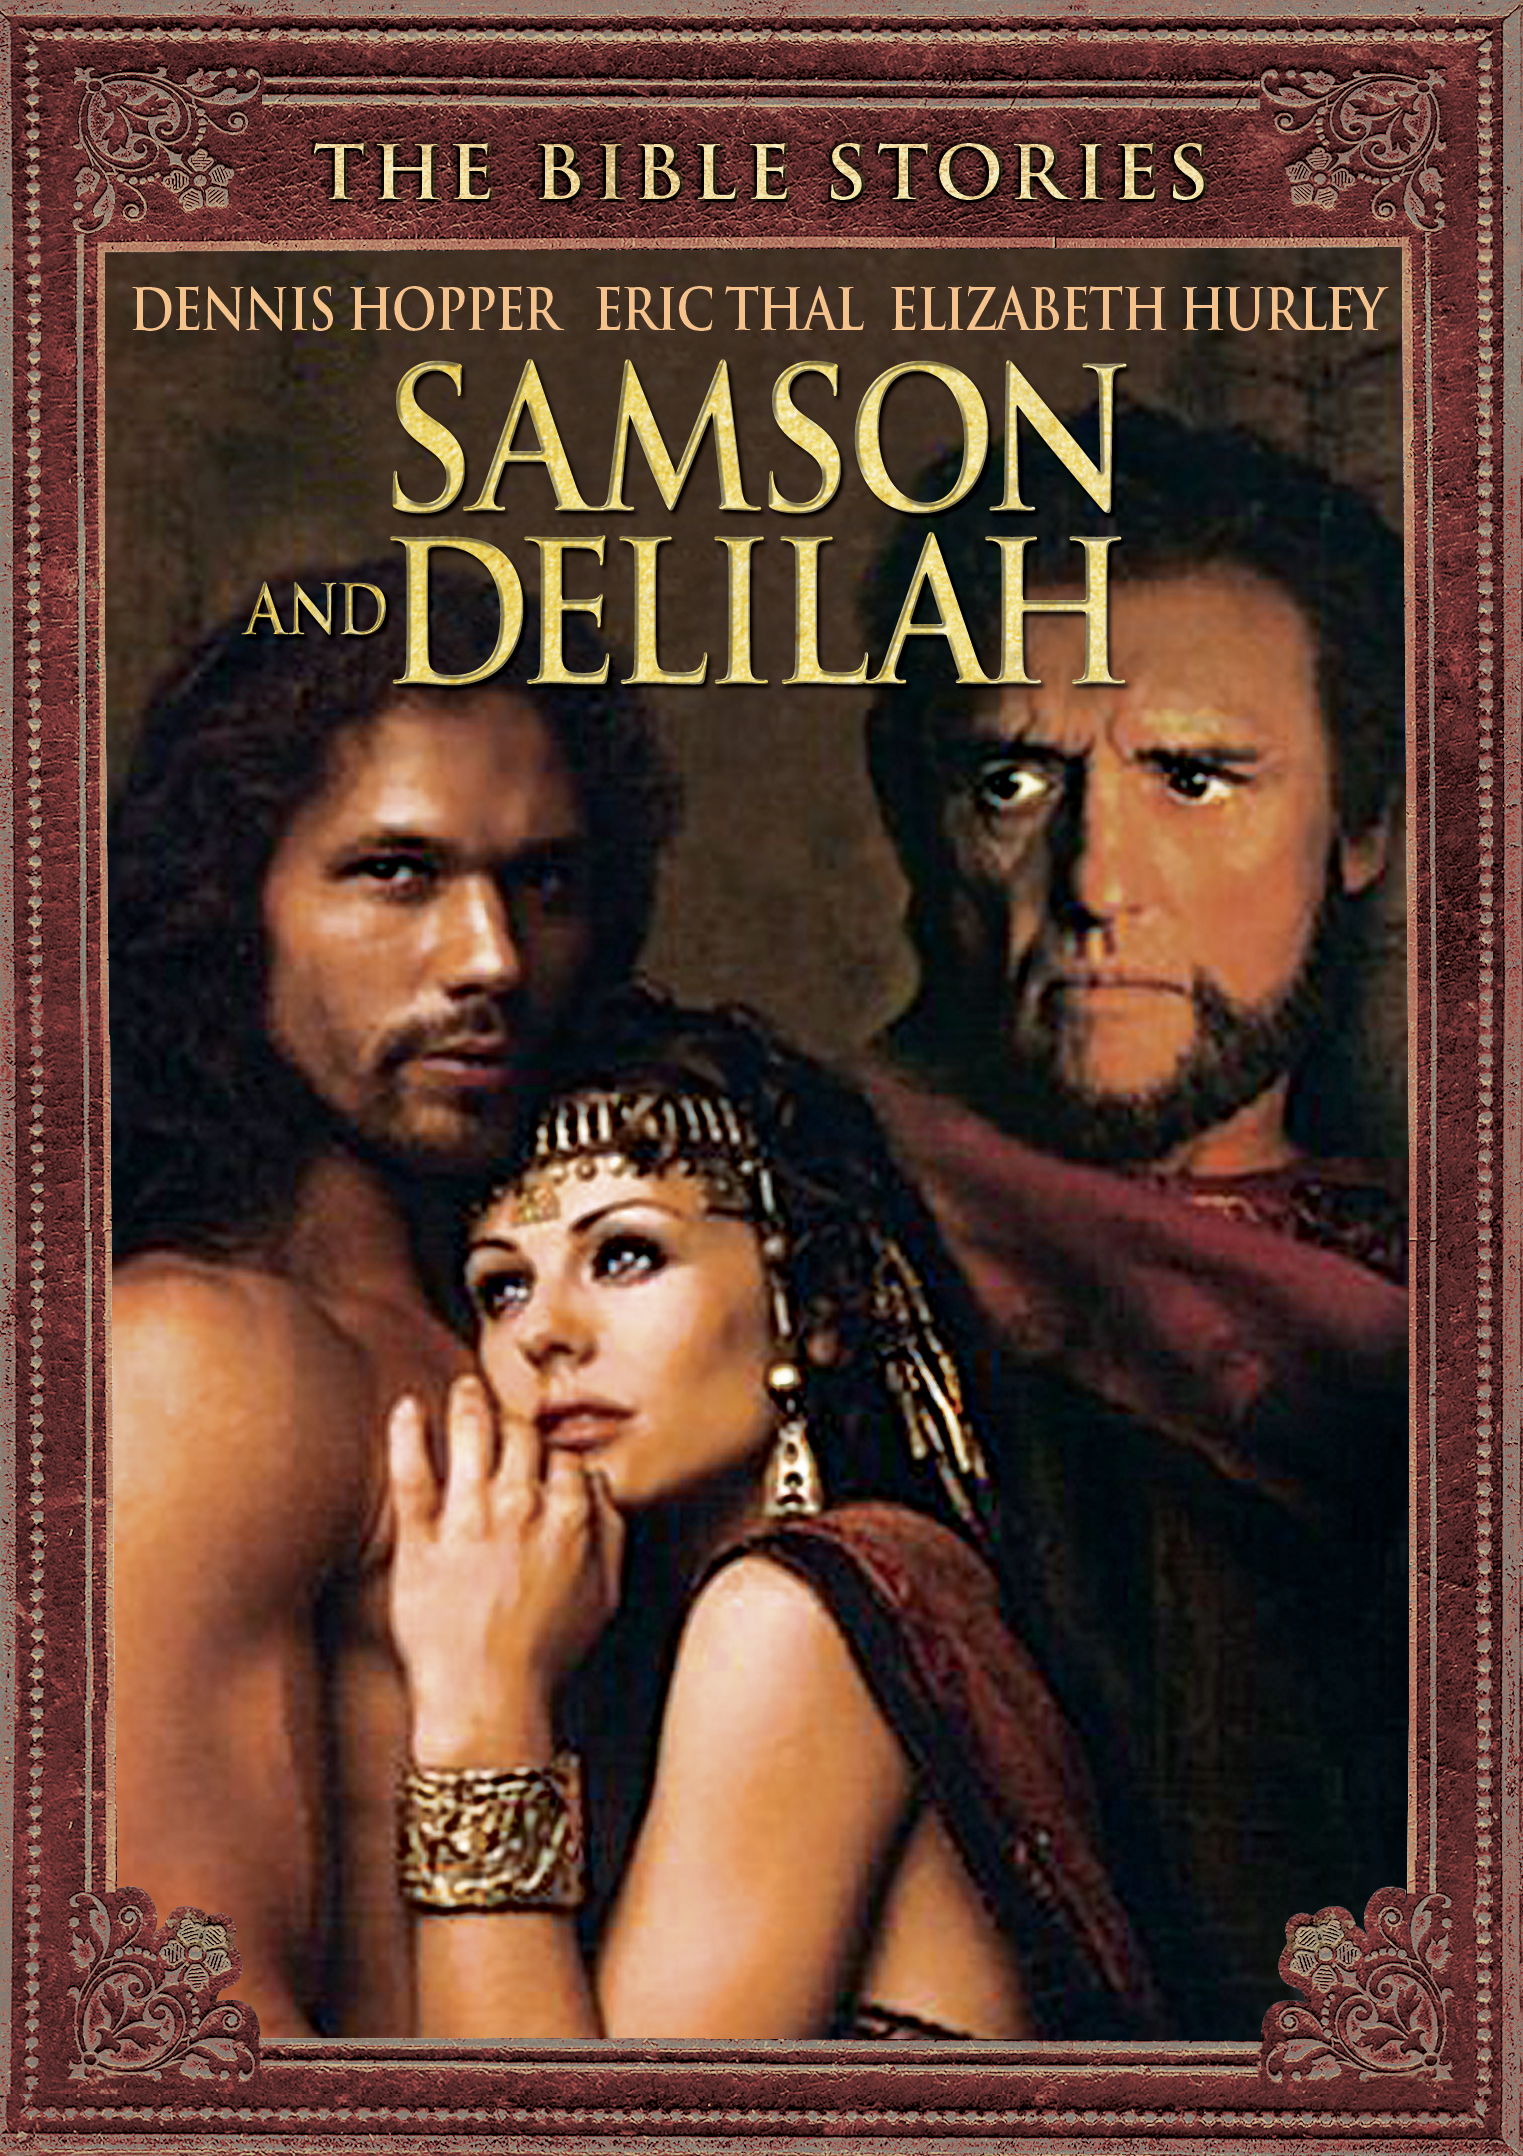 THE BIBLE STORIES
DENNIS HOPPER ERIC THAL ELIZABETH HURLEY
SAMSON
AND DELILAH